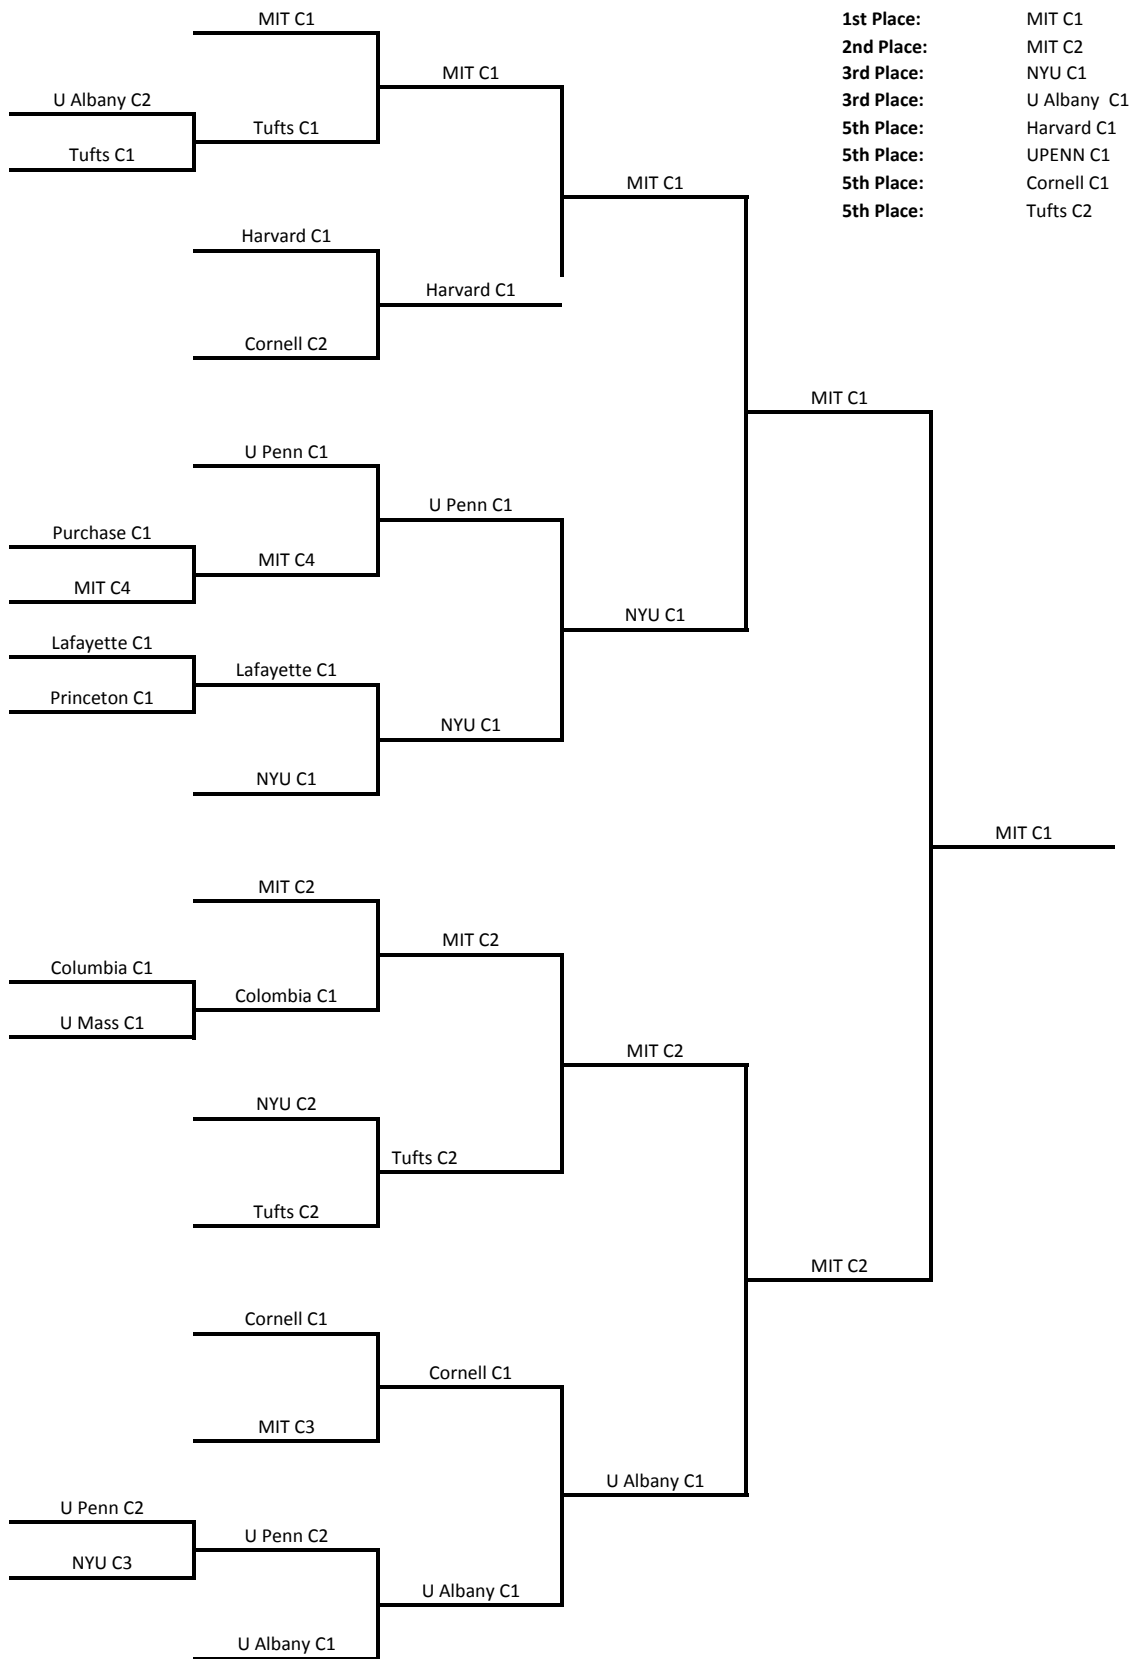 MIT C1
1st Place: MIT C1
2nd Place: MIT C2
MIT C1
3rd Place: NYU C1
U Albany C2
3rd Place: U Albany  C1
Tufts C1
5th Place: Harvard C1
Tufts C1
5th Place: UPENN C1
MIT C1
5th Place: Cornell C1
5th Place: Tufts C2
Harvard C1
Harvard C1
Cornell C2
MIT C1
U Penn C1
U Penn C1
Purchase C1
MIT C4
MIT C4
NYU C1
Lafayette C1
Lafayette C1
Princeton C1
NYU C1
NYU C1
MIT C1
MIT C2
MIT C2
Columbia C1
Colombia C1
U Mass C1
MIT C2
NYU C2
Tufts C2
Tufts C2
MIT C2
Cornell C1
Cornell C1
MIT C3
U Albany C1
U Penn C2
U Penn C2
NYU C3
U Albany C1
U Albany C1